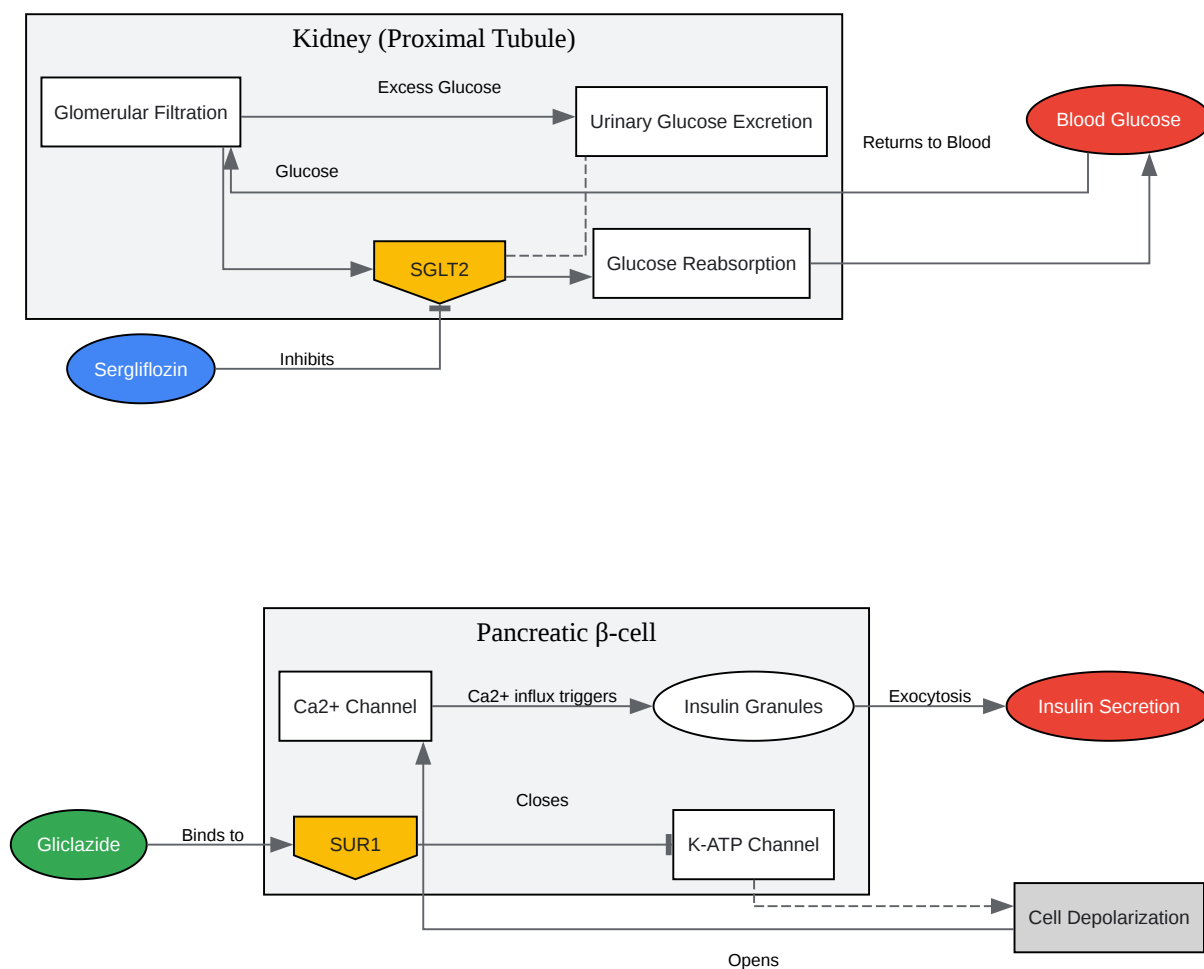 Kidney (Proximal Tubule)
Glomerular Filtration
Excess Glucose
Urinary Glucose Excretion
Blood Glucose
Returns to Blood
Glucose
SGLT2
Glucose Reabsorption
Sergliflozin
Inhibits
Pancreatic β-cell
Ca2+ Channel
Ca2+ influx triggers
Insulin Granules
Exocytosis
Insulin Secretion
Closes
Gliclazide
Binds to
SUR1
K-ATP Channel
Cell Depolarization
Opens